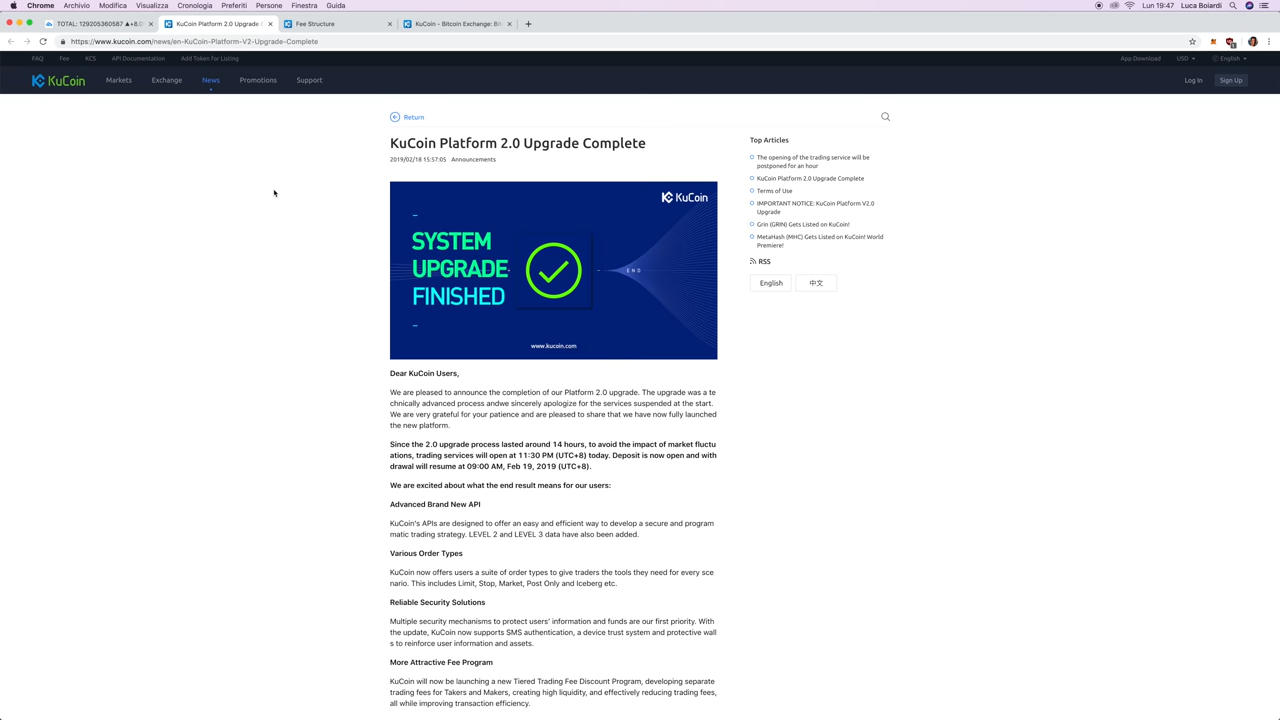 Chrome Archivio Modifica Visualizza Cronologia Preferiti Persone Finestra Guida Lun 19:47 Luca Boiardi
TOTAL: 129205360587 ▲+8.0 KuCoin Platform 2.0 Upgrade C Fee Structure KuCoin - Bitcoin Exchange: Bit
https://www.kucoin.com/news/en-KuCoin-Platform-V2-Upgrade-Complete
FAQ Fee KCS API Documentation Add Token for Listing App Download USD English
KuCoin Markets Exchange News Promotions Support Log In Sign Up
Return
KuCoin Platform 2.0 Upgrade Complete
2019/02/18 15:57:05 Announcements
KuCoin
SYSTEM
UPGRADE
FINISHED
END
www.kucoin.com
Dear KuCoin Users,
We are pleased to announce the completion of our Platform 2.0 upgrade. The upgrade was a te
chnically advanced process andwe sincerely apologize for the services suspended at the start.
We are very grateful for your patience and are pleased to share that we have now fully launched
the new platform.
Since the 2.0 upgrade process lasted around 14 hours, to avoid the impact of market fluctu
ations, trading services will open at 11:30 PM (UTC+8) today. Deposit is now open and with
drawal will resume at 09:00 AM, Feb 19, 2019 (UTC+8).
We are excited about what the end result means for our users:
Advanced Brand New API
KuCoin's APIs are designed to offer an easy and efficient way to develop a secure and program
matic trading strategy. LEVEL 2 and LEVEL 3 data have also been added.
Various Order Types
KuCoin now offers users a suite of order types to give traders the tools they need for every sce
nario. This includes Limit, Stop, Market, Post Only and Iceberg etc.
Reliable Security Solutions
Multiple security mechanisms to protect users' information and funds are our first priority. With
the update, KuCoin now supports SMS authentication, a device trust system and protective wall
s to reinforce user information and assets.
More Attractive Fee Program
KuCoin will now be launching a new Tiered Trading Fee Discount Program, developing separate
trading fees for Takers and Makers, creating high liquidity, and effectively reducing trading fees,
all while improving transaction efficiency.
Top Articles
The opening of the trading service will be
postponed for an hour
KuCoin Platform 2.0 Upgrade Complete
Terms of Use
IMPORTANT NOTICE: KuCoin Platform V2.0
Upgrade
Grin (GRIN) Gets Listed on KuCoin!
MetaHash (MHC) Gets Listed on KuCoin! World
Premiere!
RSS
English 中文